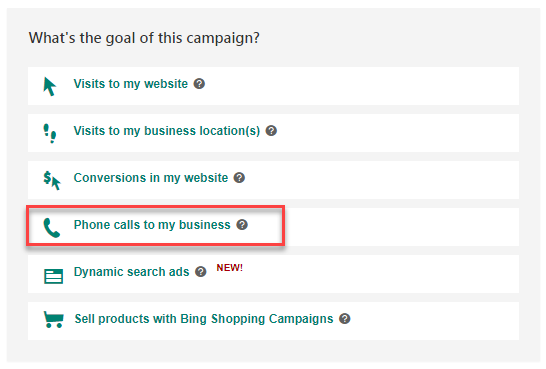 What's the goal of this campaign?
Visits to my website ?
Visits to my business location(s) ?
Conversions in my website ?
Phone calls to my business ?
Dynamic search ads ? NEW!
Sell products with Bing Shopping Campaigns ?